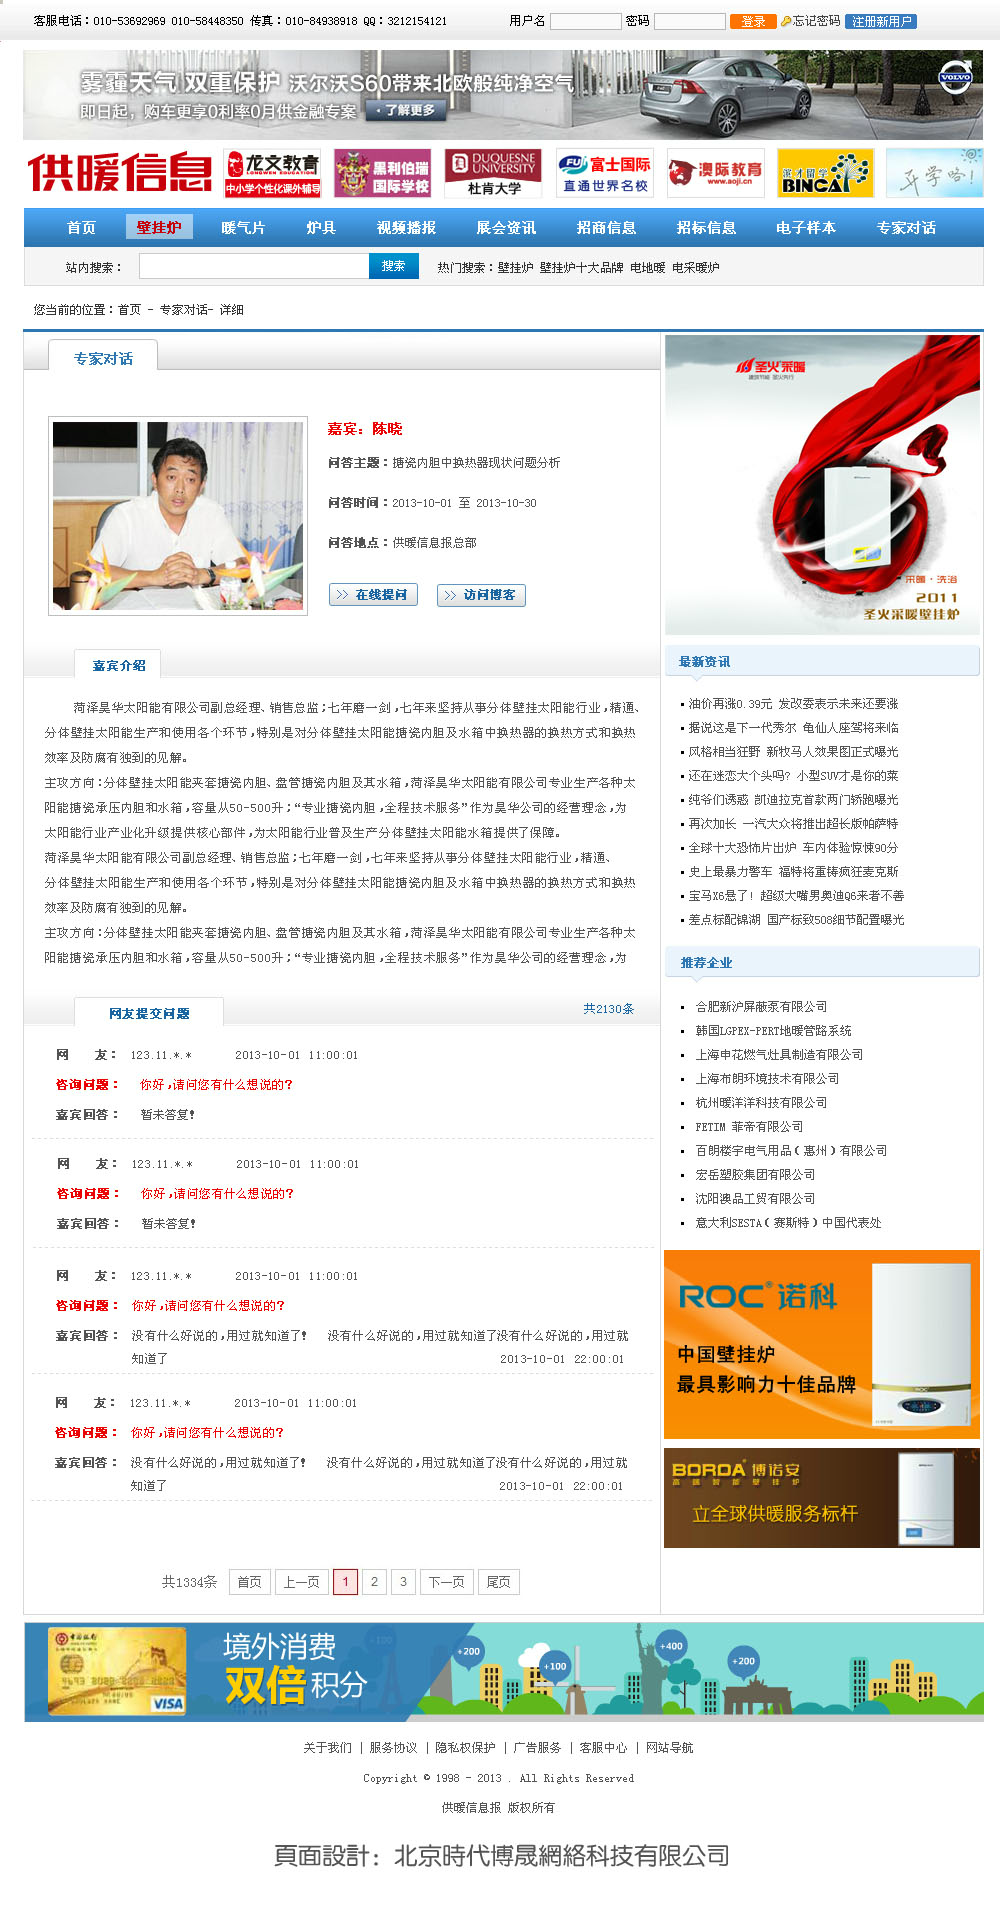 客服电话：010-53692969 010-58448350 传真：010-84938918 QQ：3212154121
用户名 密码 登录 忘记密码 注册新用户
雾霾天气 双重保护 沃尔沃S60带来北欧般纯净空气
即日起，购车更享0利率0月供金融专案 ·了解更多
VOLVO
供暖信息
龙文教育
LONGWEN EDU
中小学个性化课外辅导
黑利伯瑞
国际学校
DUQUESNE
UNIVERSITY
杜肯大学
FU 富士国际
直通世界名校
澳际教育
www.aoji.cn
滨才留学
BINCAI
开学咯!
首页 壁挂炉 暖气片 炉具 视频播报 展会资讯 招商信息 招标信息 电子样本 专家对话
站内搜索： 搜索 热门搜索：壁挂炉 壁挂炉十大品牌 电地暖 电采暖炉
您当前的位置：首页 - 专家对话- 详细
专家对话
嘉宾：陈晓
问答主题：搪瓷内胆中换热器现状问题分析
问答时间：2013-10-01 至 2013-10-30
问答地点：供暖信息报总部
>> 在线提问 >> 访问博客
嘉宾介绍
菏泽昊华太阳能有限公司副总经理、销售总监；七年磨一剑，七年来坚持从事分体壁挂太阳能行业，精通、
分体壁挂太阳能生产和使用各个环节，特别是对分体壁挂太阳能搪瓷内胆及水箱中换热器的换热方式和换热
效率及防腐有独到的见解。
主攻方向：分体壁挂太阳能夹套搪瓷内胆、盘管搪瓷内胆及其水箱，菏泽昊华太阳能有限公司专业生产各种太
阳能搪瓷承压内胆和水箱，容量从50-500升；“专业搪瓷内胆，全程技术服务”作为昊华公司的经营理念，为
太阳能行业产业化升级提供核心部件，为太阳能行业普及生产分体壁挂太阳能水箱提供了保障。
菏泽昊华太阳能有限公司副总经理、销售总监；七年磨一剑，七年来坚持从事分体壁挂太阳能行业，精通、
分体壁挂太阳能生产和使用各个环节，特别是对分体壁挂太阳能搪瓷内胆及水箱中换热器的换热方式和换热
效率及防腐有独到的见解。
主攻方向：分体壁挂太阳能夹套搪瓷内胆、盘管搪瓷内胆及其水箱，菏泽昊华太阳能有限公司专业生产各种太
阳能搪瓷承压内胆和水箱，容量从50-500升；“专业搪瓷内胆，全程技术服务”作为昊华公司的经营理念，为
网友提交问题 共2130条
网 友： 123.11.*.* 2013-10-01 11:00:01
咨询问题： 你好，请问您有什么想说的?
嘉宾回答： 暂未答复!
网 友： 123.11.*.* 2013-10-01 11:00:01
咨询问题： 你好，请问您有什么想说的?
嘉宾回答： 暂未答复!
网 友： 123.11.*.* 2013-10-01 11:00:01
咨询问题： 你好，请问您有什么想说的?
嘉宾回答： 没有什么好说的，用过就知道了! 没有什么好说的，用过就知道了没有什么好说的，用过就
知道了 2013-10-01 22:00:01
网 友： 123.11.*.* 2013-10-01 11:00:01
咨询问题： 你好，请问您有什么想说的?
嘉宾回答： 没有什么好说的，用过就知道了! 没有什么好说的，用过就知道了没有什么好说的，用过就
知道了 2013-10-01 22:00:01
共1334条 首页 上一页 1 2 3 下一页 尾页
圣火采暖
采暖·洗浴
2011
圣火采暖壁挂炉
最新资讯
油价再涨0.39元 发改委表示未来还要涨
据说这是下一代秀尔 龟仙人座驾将来临
风格相当狂野 新牧马人效果图正式曝光
还在迷恋大个头吗? 小型SUV才是你的菜
纯爷们诱惑 凯迪拉克首款两门轿跑曝光
再次加长 一汽大众将推出超长版帕萨特
全球十大恐怖片出炉 车内体验惊悚90分
史上最暴力警车 福特将重铸疯狂麦克斯
宝马X6悬了! 超级大嘴男奥迪Q6来者不善
差点标配锦湖 国产标致508细节配置曝光
推荐企业
合肥新沪屏蔽泵有限公司
韩国LGPEX-PERT地暖管路系统
上海申花燃气灶具制造有限公司
上海布朗环境技术有限公司
杭州暖洋洋科技有限公司
FETIM 菲帝有限公司
百朗楼宇电气用品（惠州）有限公司
宏岳塑胶集团有限公司
沈阳澳品工贸有限公司
意大利SESTA（赛斯特）中国代表处
ROC®诺科
中国壁挂炉
最具影响力十佳品牌
ROC
BOROA 博诺安
高端智能壁挂炉
立全球供暖服务标杆
中国银行
VISA
境外消费
双倍积分
+100
+200
+100
+400
+200
关于我们 | 服务协议 | 隐私权保护 | 广告服务 | 客服中心 | 网站导航
Copyright © 1998 - 2013 . All Rights Reserved
供暖信息报 版权所有
頁面設計：北京時代博晟網絡科技有限公司